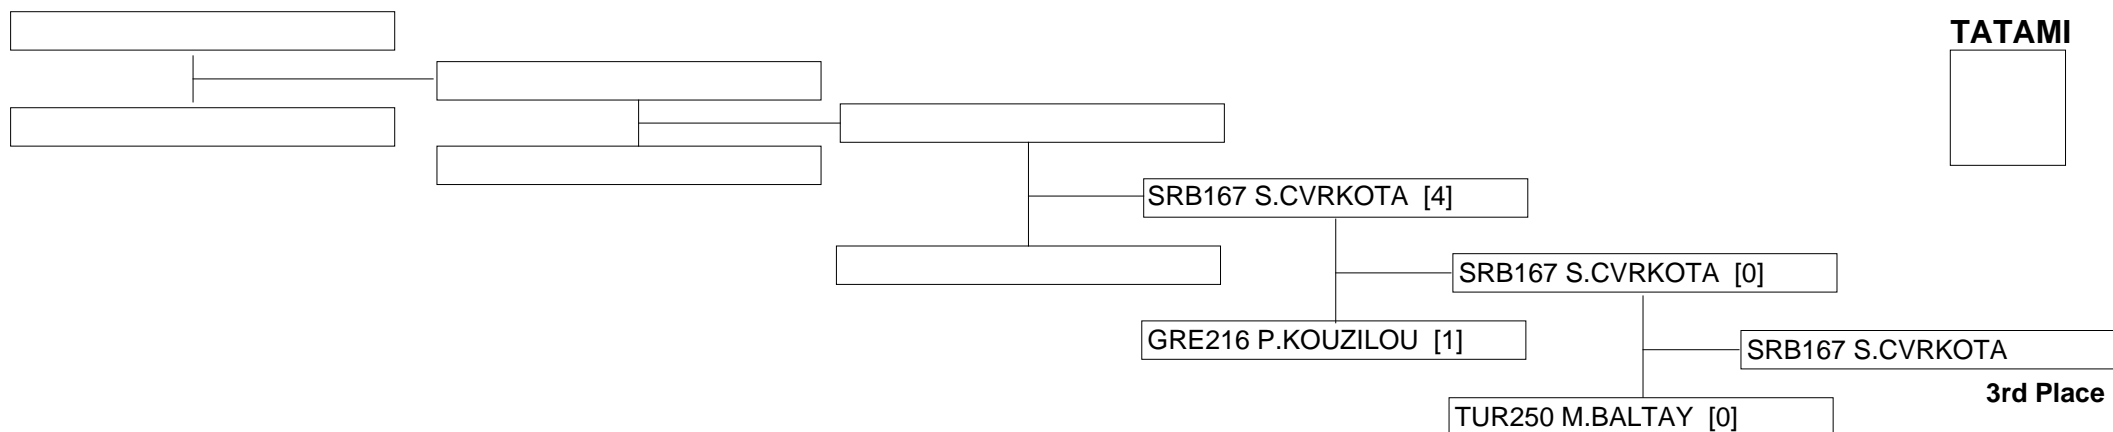 TATAMI
SRB167 S.CVRKOTA [4]
SRB167 S.CVRKOTA [0]
GRE216 P.KOUZILOU [1]
SRB167 S.CVRKOTA
3rd Place
TUR250 M.BALTAY [0]